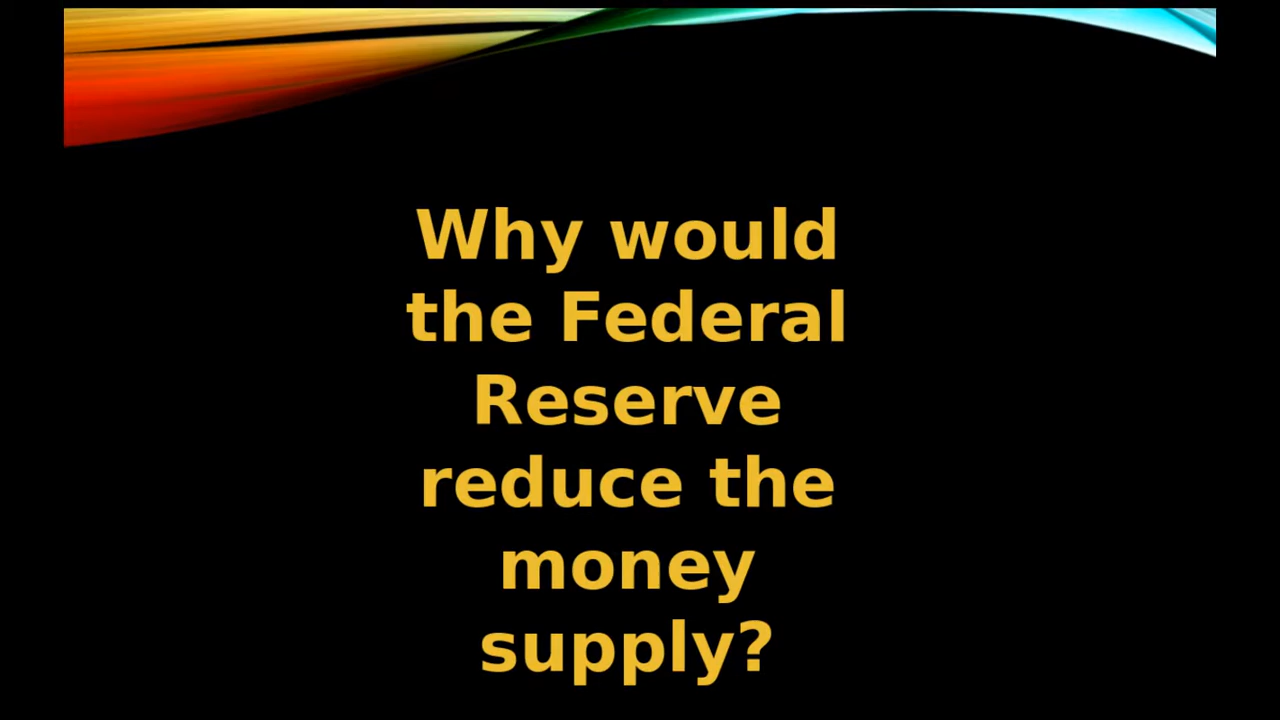 Why would
the Federal
Reserve
reduce the
money
supply?